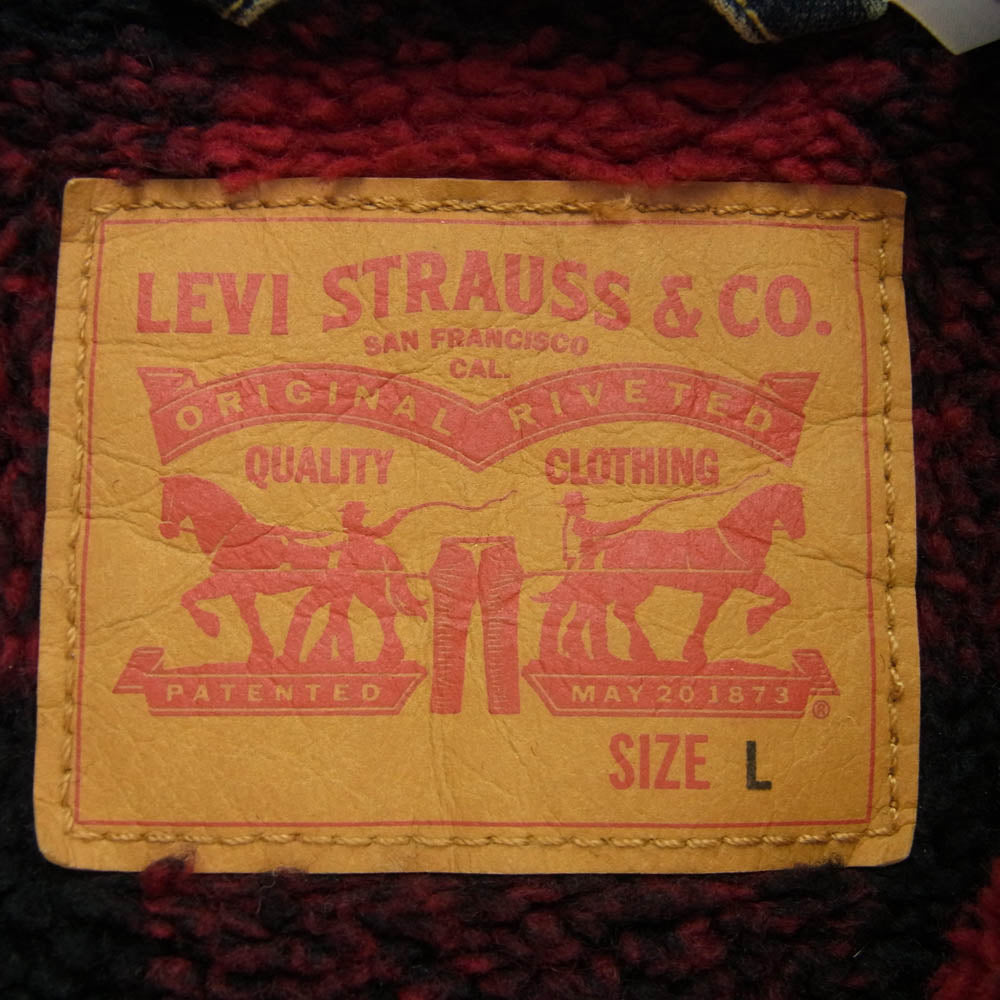 LEVI STRAUSS & CO.
SAN FRANCISCO
CAL.
ORIGINAL RIVETED
QUALITY CLOTHING
PATENTED MAY 20 1873 ®
SIZE L